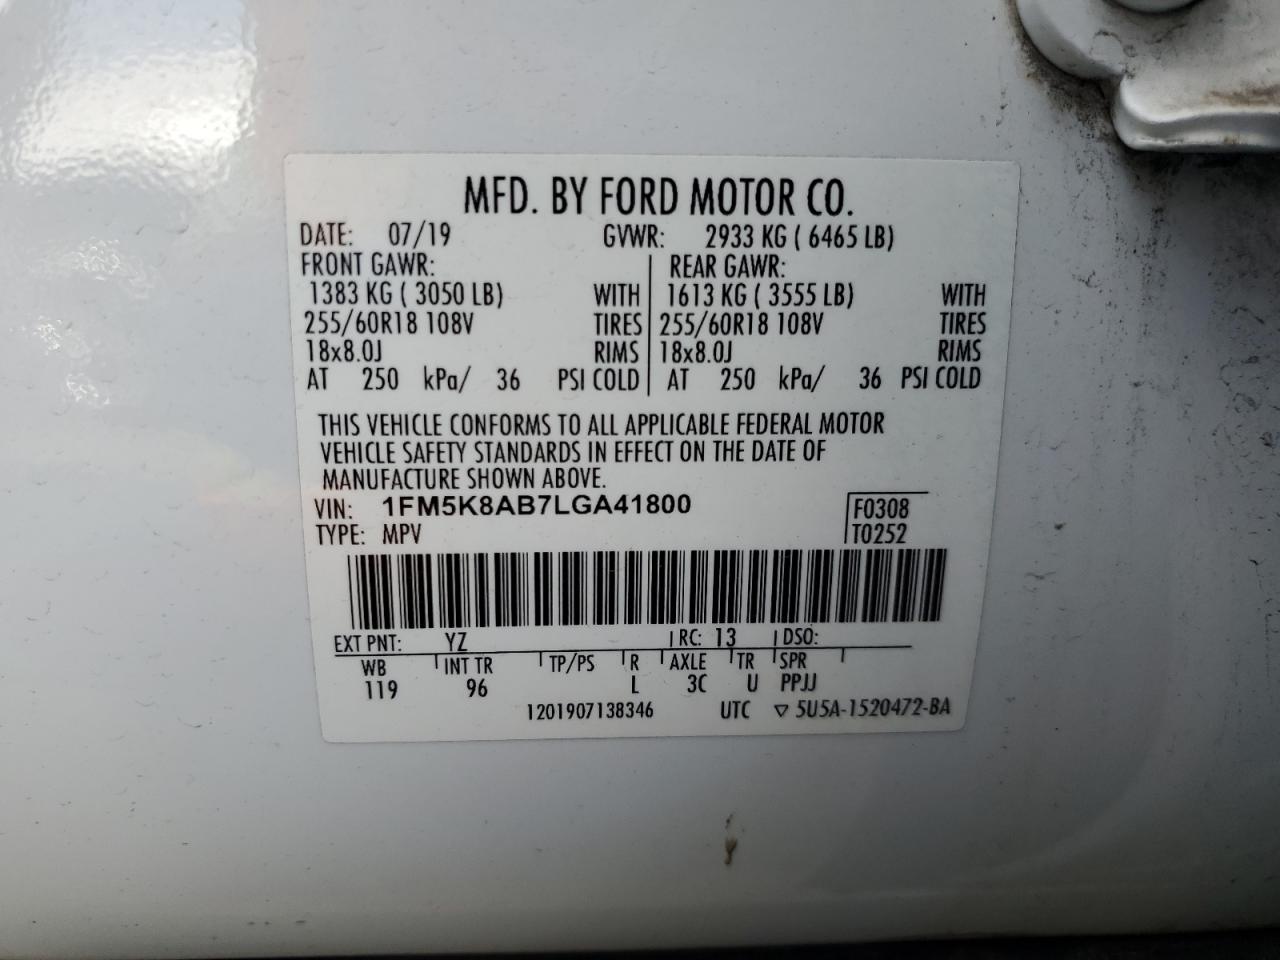 MFD. BY FORD MOTOR CO.
DATE: 07/19 GVWR: 2933 KG ( 6465 LB)
FRONT GAWR: REAR GAWR:
1383 KG ( 3050 LB) WITH 1613 KG ( 3555 LB) WITH
255/60R18 108V TIRES 255/60R18 108V TIRES
18x8.0J RIMS 18x8.0J RIMS
AT 250 kPa/ 36 PSI COLD AT 250 kPa/ 36 PSI COLD
THIS VEHICLE CONFORMS TO ALL APPLICABLE FEDERAL MOTOR
VEHICLE SAFETY STANDARDS IN EFFECT ON THE DATE OF
MANUFACTURE SHOWN ABOVE.
VIN: 1FM5K8AB7LGA41800 F0308
TYPE: MPV T0252
EXT PNT: YZ RC: 13 DSO:
WB INT TR TP/PS R AXLE TR SPR
119 96 L 3C U PPJJ
1201907138346 UTC ▽ 5U5A-1520472-BA